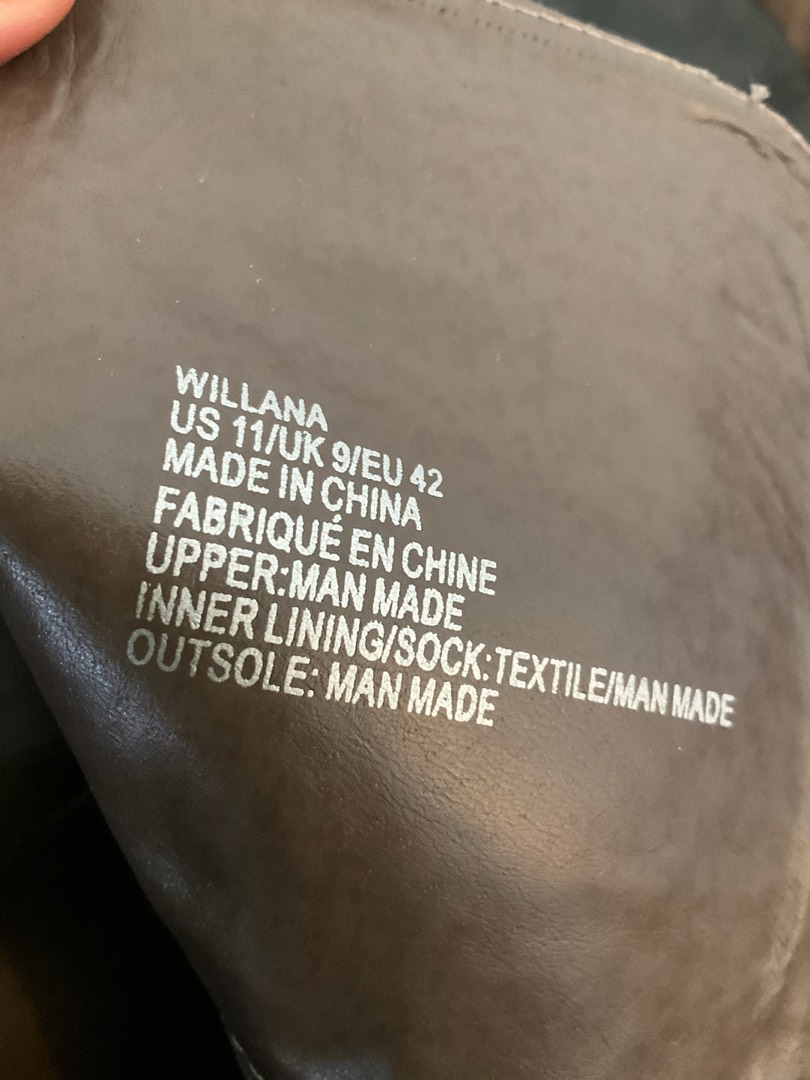 WILLANA
US 11/UK 9/EU 42
MADE IN CHINA
FABRIQUÉ EN CHINE
UPPER:MAN MADE
INNER LINING/SOCK:TEXTILE/MAN MADE
OUTSOLE: MAN MADE